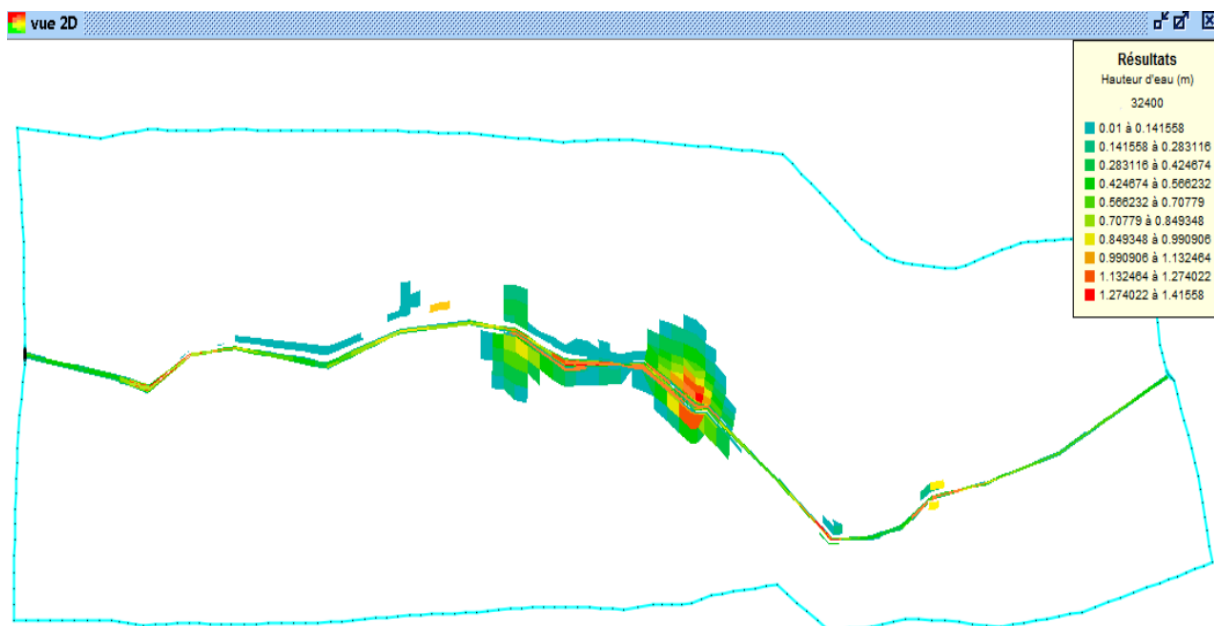 vue 2D
Résultats
Hauteur d'eau (m)
32400
0.01 à 0.141558
0.141558 à 0.283116
0.283116 à 0.424674
0.424674 à 0.566232
0.566232 à 0.70779
0.70779 à 0.849348
0.849348 à 0.990906
0.990906 à 1.132464
1.132464 à 1.274022
1.274022 à 1.41558